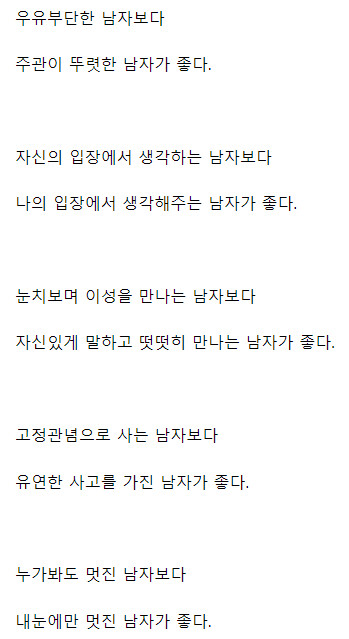 우유부단한 남자보다
주관이 뚜렷한 남자가 좋다.
자신의 입장에서 생각하는 남자보다
나의 입장에서 생각해주는 남자가 좋다.
눈치보며 이성을 만나는 남자보다
자신있게 말하고 떳떳히 만나는 남자가 좋다.
고정관념으로 사는 남자보다
유연한 사고를 가진 남자가 좋다.
누가봐도 멋진 남자보다
내눈에만 멋진 남자가 좋다.